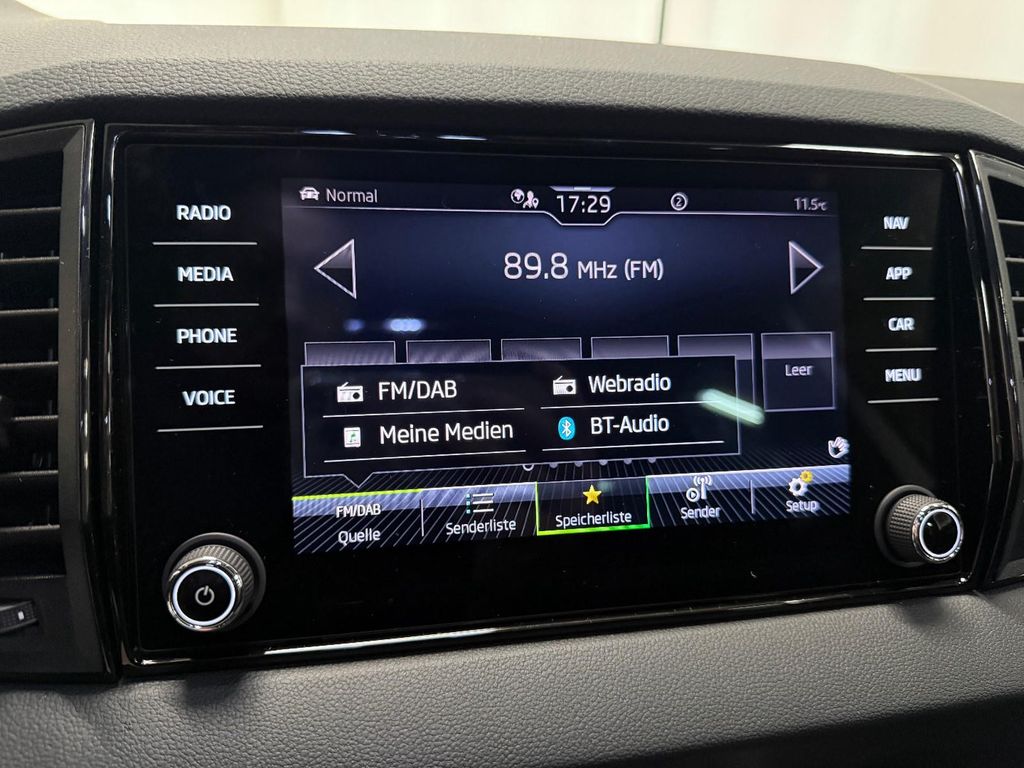 RADIO
MEDIA
PHONE
VOICE
Normal
17:29
2
11.5°C
89.8 MHz (FM)
Leer
FM/DAB
Webradio
Meine Medien
BT-Audio
FM/DAB
Quelle
Senderliste
Speicherliste
Sender
Setup
NAV
APP
CAR
MENU